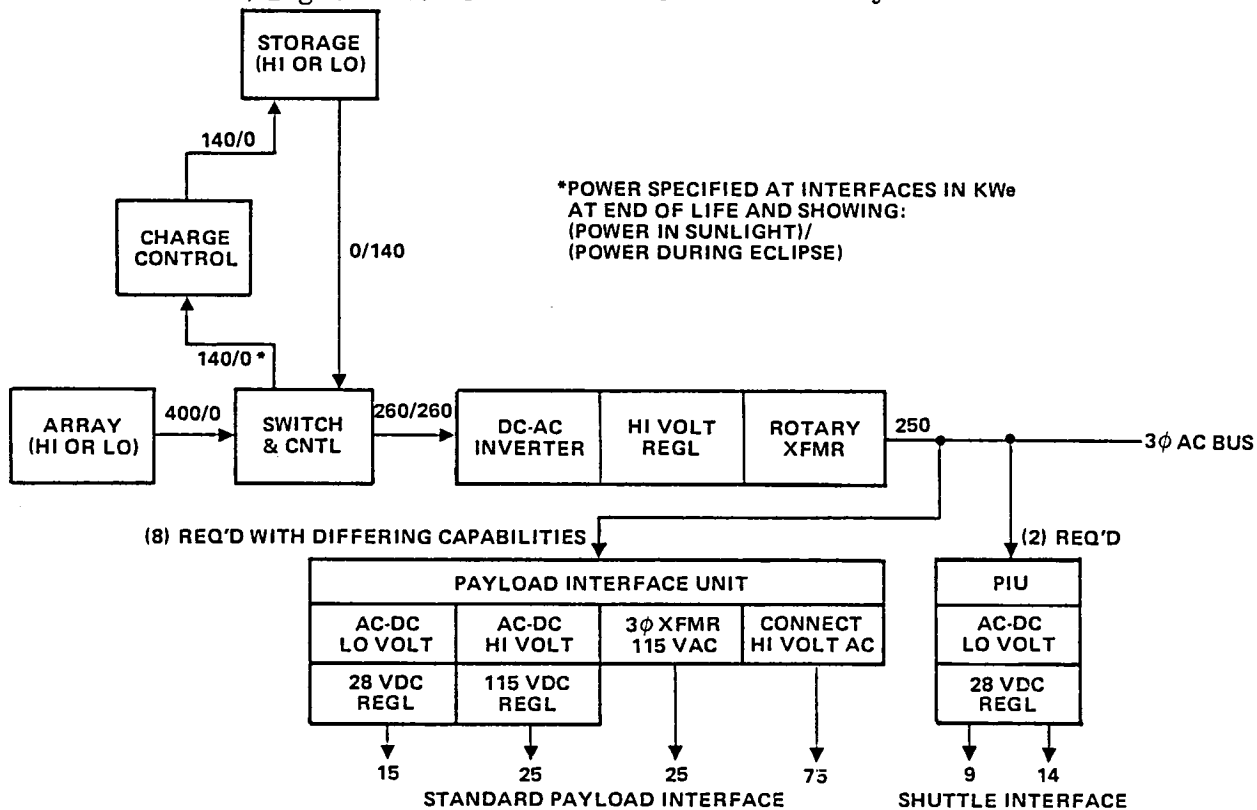 STORAGE
(HI OR LO)
140/0
*POWER SPECIFIED AT INTERFACES IN KWe
AT END OF LIFE AND SHOWING:
(POWER IN SUNLIGHT)/
(POWER DURING ECLIPSE)
CHARGE
CONTROL
0/140
140/0 *
ARRAY
(HI OR LO)
400/0
SWITCH
& CNTL
260/260
DC-AC
INVERTER
HI VOLT
REGL
ROTARY
XFMR
250
3ϕ AC BUS
(8) REQ'D WITH DIFFERING CAPABILITIES
(2) REQ'D
PAYLOAD INTERFACE UNIT
AC-DC
LO VOLT
AC-DC
HI VOLT
3ϕ XFMR
115 VAC
CONNECT
HI VOLT AC
28 VDC
REGL
115 VDC
REGL
PIU
AC-DC
LO VOLT
28 VDC
REGL
15
25
25
75
9
14
STANDARD PAYLOAD INTERFACE
SHUTTLE INTERFACE